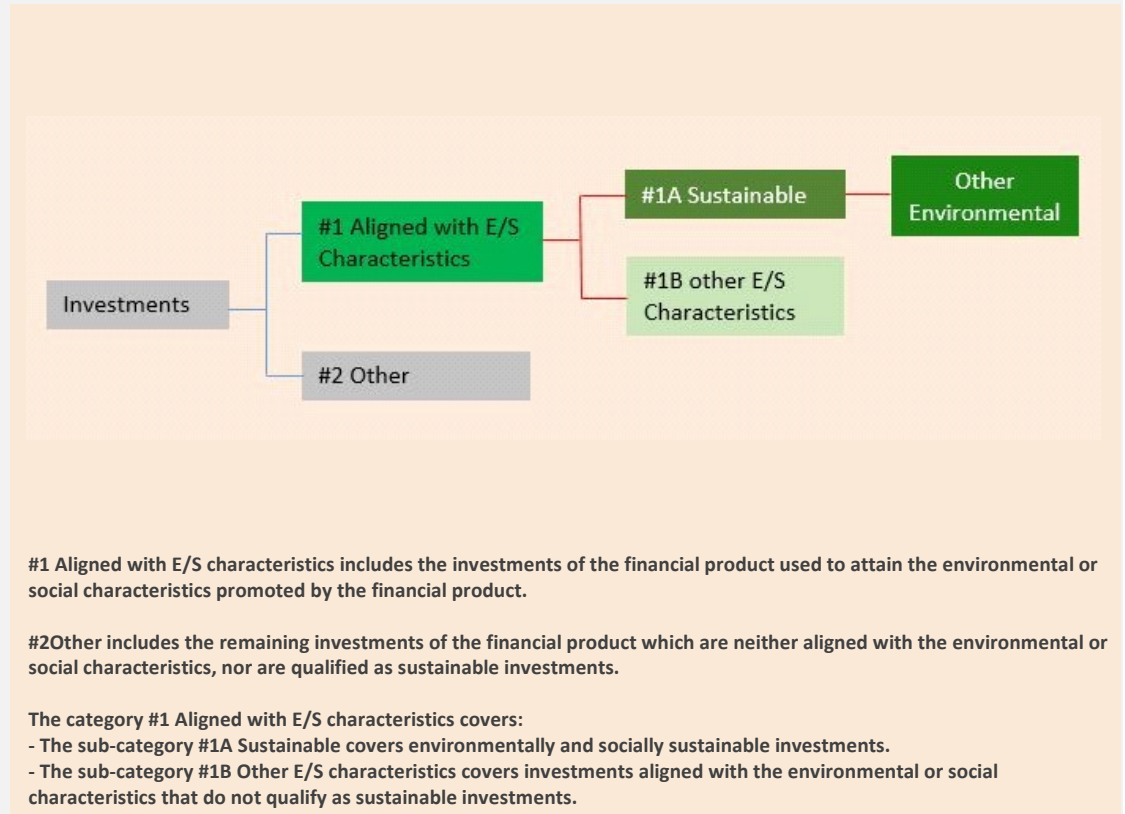 Investments
#1 Aligned with E/S
Characteristics
#2 Other
#1A Sustainable
#1B other E/S
Characteristics
Other
Environmental
#1 Aligned with E/S characteristics includes the investments of the financial product used to attain the environmental or
social characteristics promoted by the financial product.
#2Other includes the remaining investments of the financial product which are neither aligned with the environmental or
social characteristics, nor are qualified as sustainable investments.
The category #1 Aligned with E/S characteristics covers:
- The sub-category #1A Sustainable covers environmentally and socially sustainable investments.
- The sub-category #1B Other E/S characteristics covers investments aligned with the environmental or social
characteristics that do not qualify as sustainable investments.